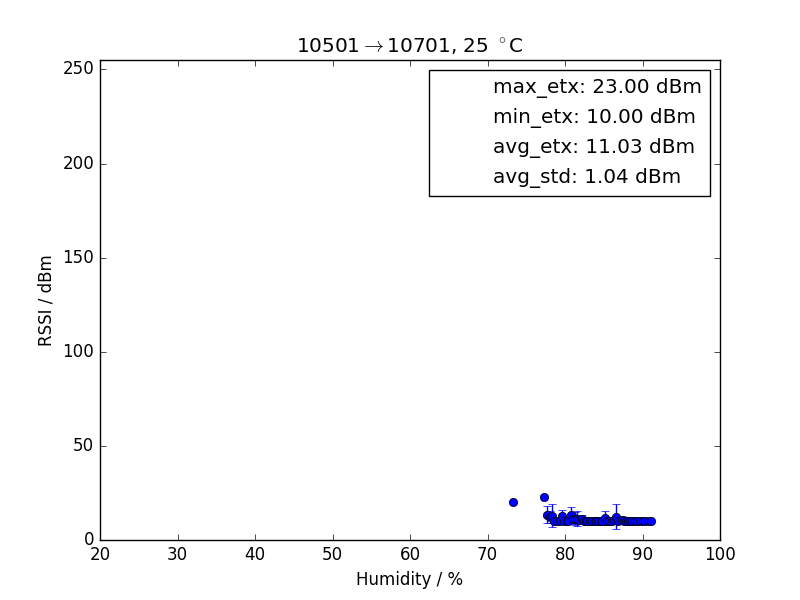 10501→10701, 25 °C
max_etx: 23.00 dBm
min_etx: 10.00 dBm
avg_etx: 11.03 dBm
avg_std: 1.04 dBm
RSSI / dBm
250
200
150
100
50
0
20 30 40 50 60 70 80 90 100
Humidity / %